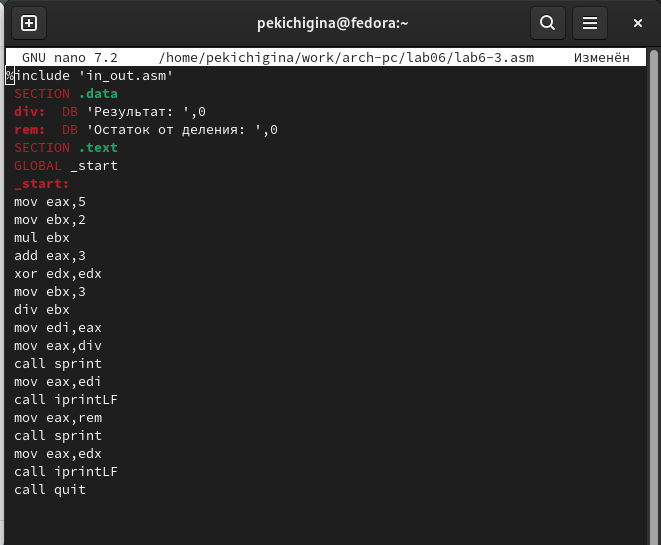 pekichigina@fedora:~
GNU nano 7.2 /home/pekichigina/work/arch-pc/lab06/lab6-3.asm Изменён
%include 'in_out.asm'
SECTION .data
div: DB 'Результат: ',0
rem: DB 'Остаток от деления: ',0
SECTION .text
GLOBAL _start
_start:
mov eax,5
mov ebx,2
mul ebx
add eax,3
xor edx,edx
mov ebx,3
div ebx
mov edi,eax
mov eax,div
call sprint
mov eax,edi
call iprintLF
mov eax,rem
call sprint
mov eax,edx
call iprintLF
call quit